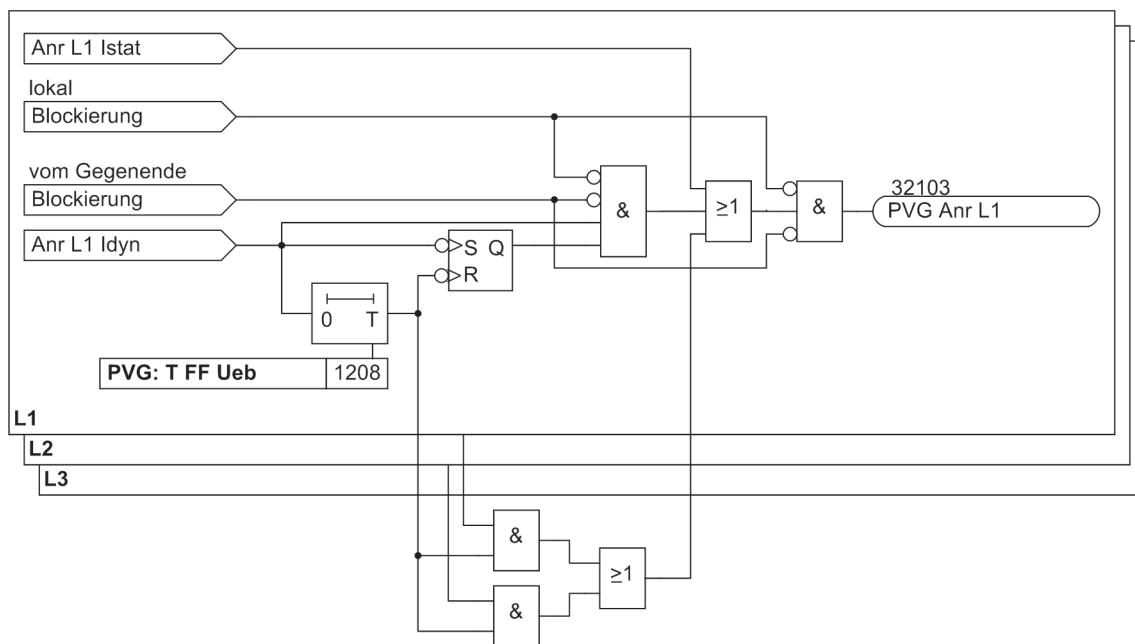 Anr L1 Istat
lokal
Blockierung
vom Gegenende
Blockierung
&
≥1
&
32103
PVG Anr L1
Anr L1 Idyn
S Q
R
0 T
PVG: T FF Ueb 1208
L1
L2
L3
&
≥1
&